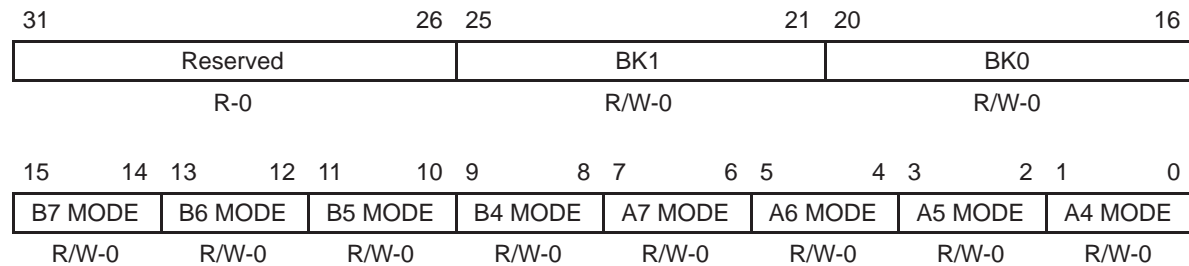 31 26 25 21 20 16
Reserved BK1 BK0
R-0 R/W-0 R/W-0
15 14 13 12 11 10 9 8 7 6 5 4 3 2 1 0
B7 MODE B6 MODE B5 MODE B4 MODE A7 MODE A6 MODE A5 MODE A4 MODE
R/W-0 R/W-0 R/W-0 R/W-0 R/W-0 R/W-0 R/W-0 R/W-0